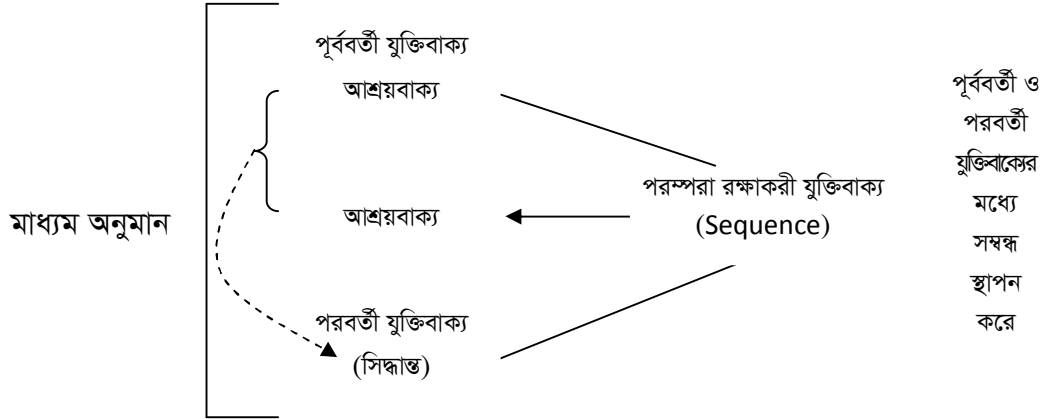 মাধ্যম অনুমান
পূর্ববর্তী যুক্তিবাক্য
আশ্রয়বাক্য
আশ্রয়বাক্য
পরবর্তী যুক্তিবাক্য
(সিদ্ধান্ত)
পরম্পরা রক্ষাকরী যুক্তিবাক্য
(Sequence)
পূর্ববর্তী ও
পরবর্তী
যুক্তিবাক্যের
মধ্যে
সম্বন্ধ
স্থাপন
করে